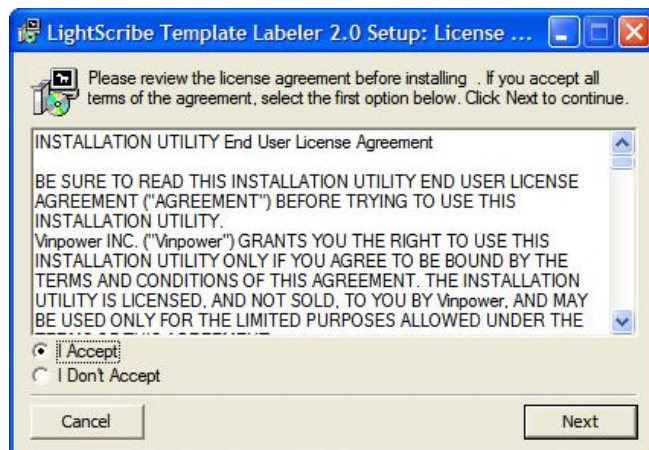 LightScribe Template Labeler 2.0 Setup: License ...
Please review the license agreement before installing . If you accept all
terms of the agreement, select the first option below. Click Next to continue.
INSTALLATION UTILITY End User License Agreement
BE SURE TO READ THIS INSTALLATION UTILITY END USER LICENSE
AGREEMENT ("AGREEMENT") BEFORE TRYING TO USE THIS
INSTALLATION UTILITY.
Vinpower INC. ("Vinpower") GRANTS YOU THE RIGHT TO USE THIS
INSTALLATION UTILITY ONLY IF YOU AGREE TO BE BOUND BY THE
TERMS AND CONDITIONS OF THIS AGREEMENT. THE INSTALLATION
UTILITY IS LICENSED, AND NOT SOLD, TO YOU BY Vinpower, AND MAY
BE USED ONLY FOR THE LIMITED PURPOSES ALLOWED UNDER THE
TERMS OF THIS AGREEMENT
I Accept
I Don't Accept
Cancel
Next